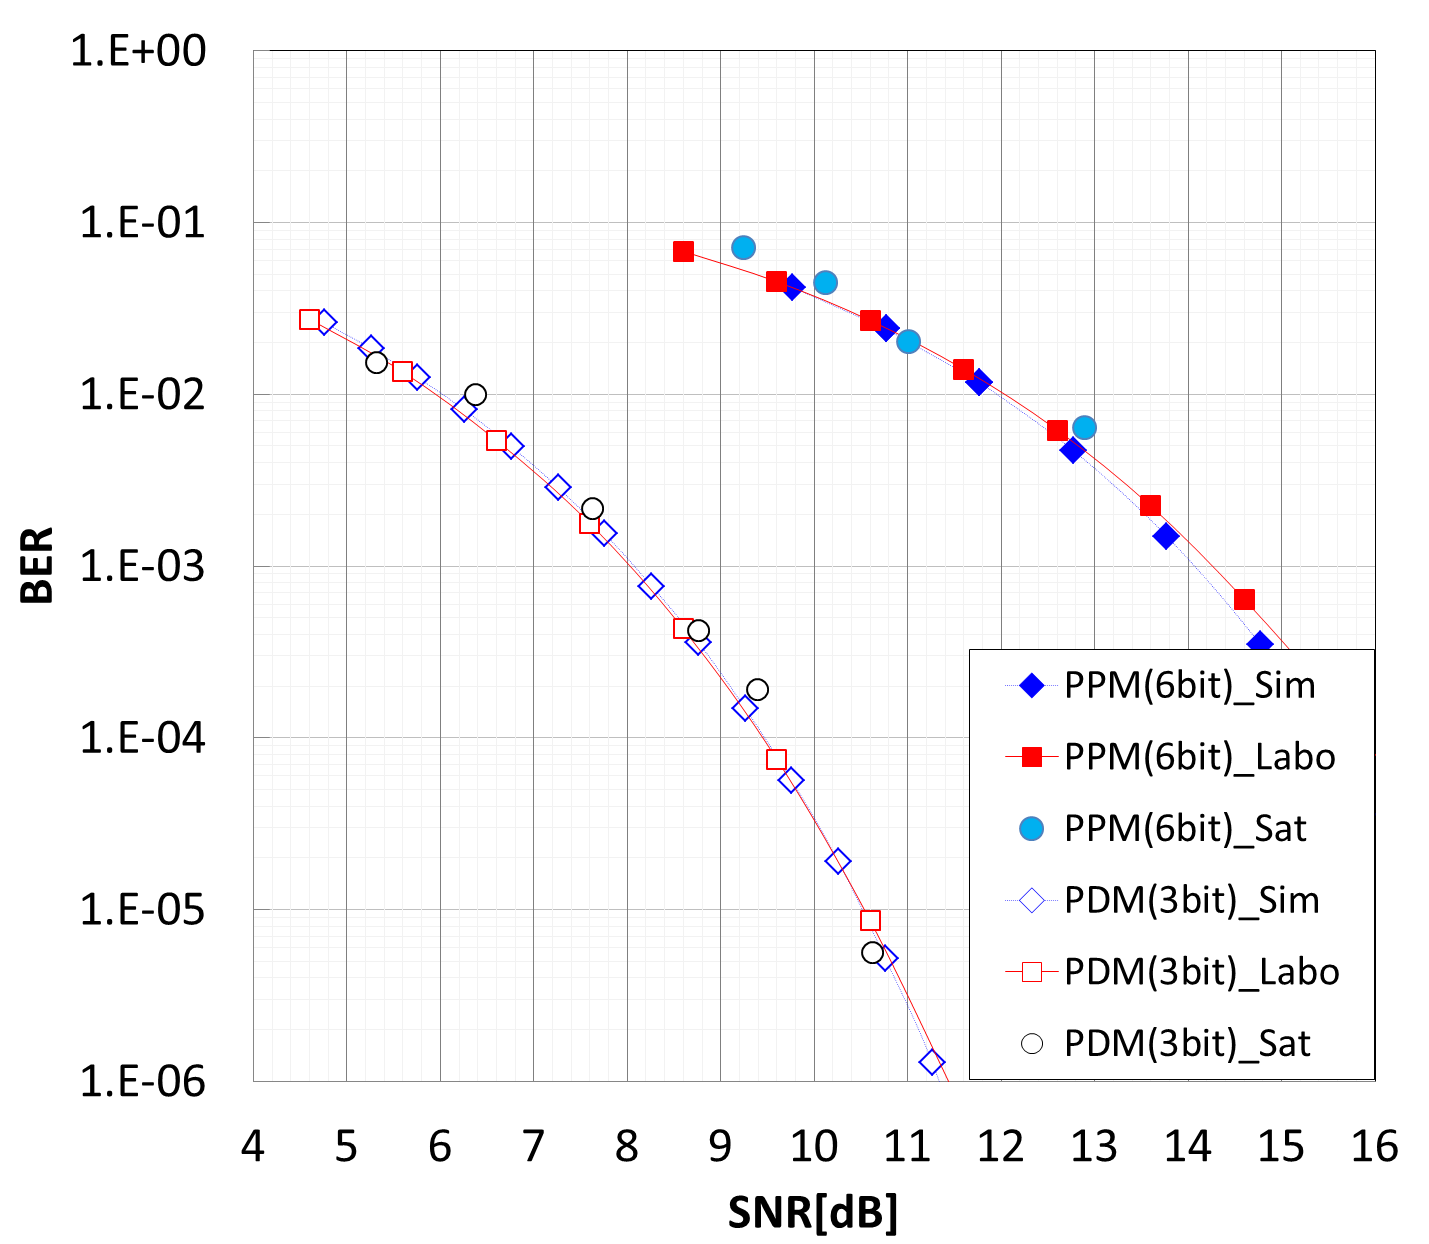 1.E+00
1.E-01
1.E-02
1.E-03
1.E-04
1.E-05
1.E-06
BER
4 5 6 7 8 9 10 11 12 13 14 15 16
SNR[dB]
PPM(6bit)_Sim
PPM(6bit)_Labo
PPM(6bit)_Sat
PDM(3bit)_Sim
PDM(3bit)_Labo
PDM(3bit)_Sat